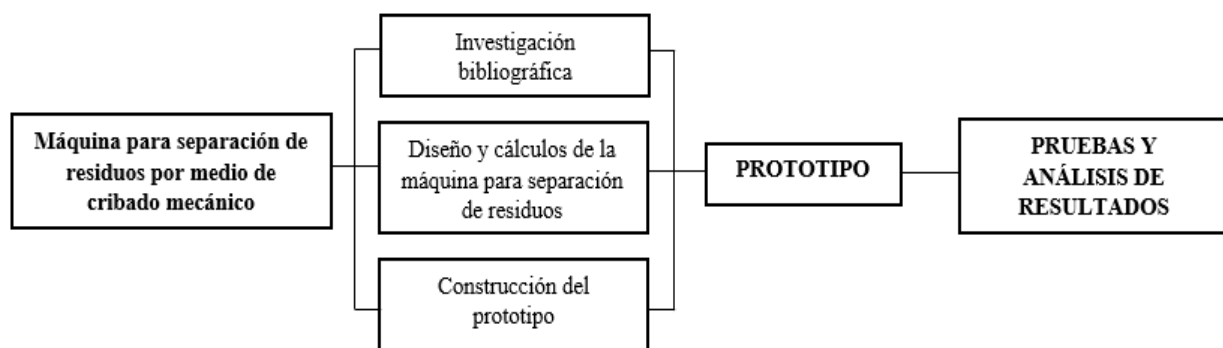 Máquina para separación de
residuos por medio de
cribado mecánico
Investigación
bibliográfica
Diseño y cálculos de la
máquina para separación
de residuos
Construcción del
prototipo
PROTOTIPO
PRUEBAS Y
ANÁLISIS DE
RESULTADOS